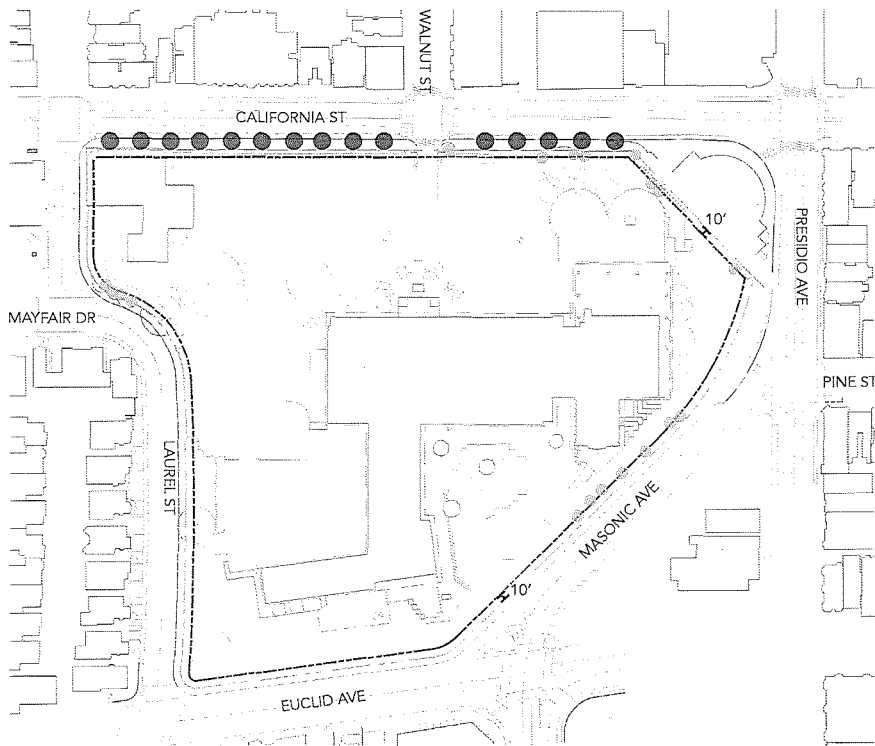 WALNUT ST
CALIFORNIA ST
10'
PRESIDIO AVE
MAYFAIR DR
PINE ST
LAUREL ST
MASONIC AVE
10'
EUCLID AVE